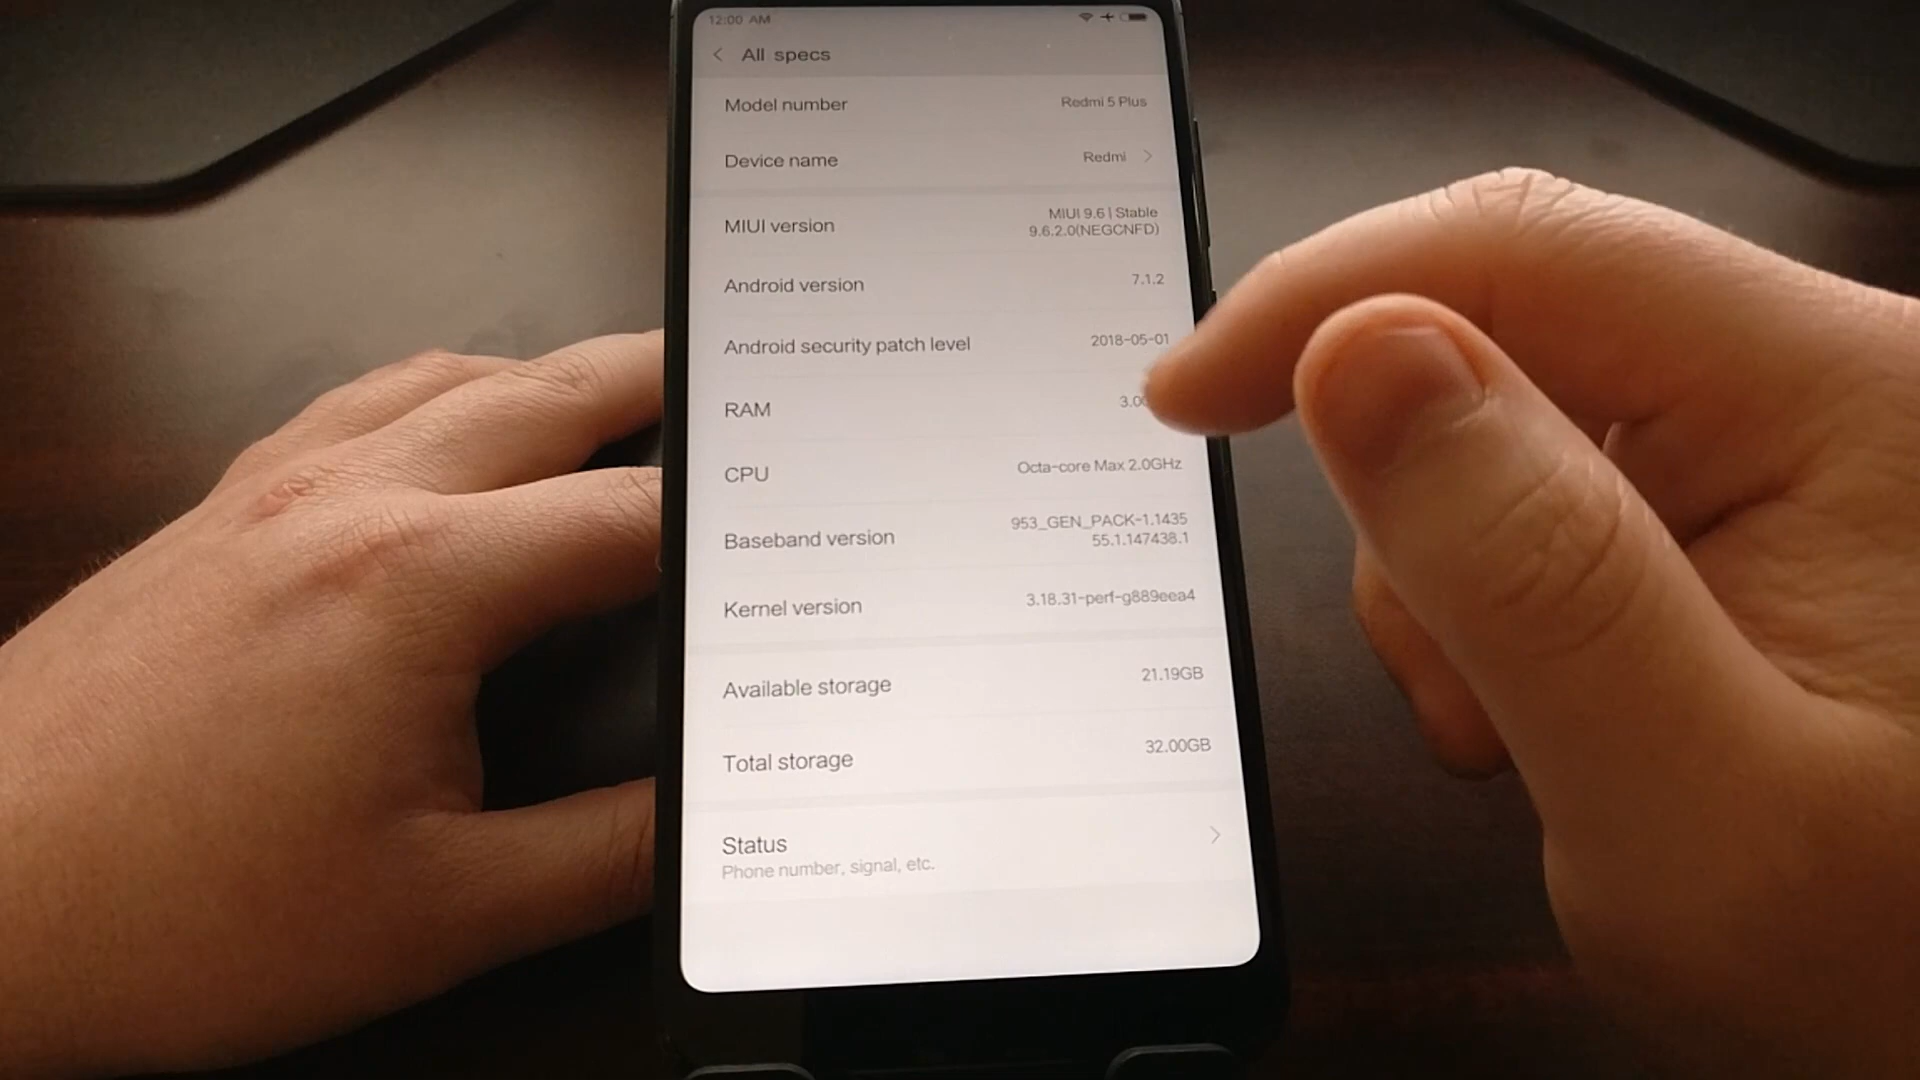 12:00 AM
All specs
Model number
Redmi 5 Plus
Device name
Redmi
MIUI version
MIUI 9.6 | Stable
9.6.2.0(NEGCNFD)
Android version
7.1.2
Android security patch level
2018-05-01
RAM
CPU
Octa-core Max 2.0GHz
Baseband version
953_GEN_PACK-1.1435
55.1.147438.1
Kernel version
3.18.31-perf-g889eea4
Available storage
21.19GB
Total storage
32.00GB
Status
Phone number, signal, etc.